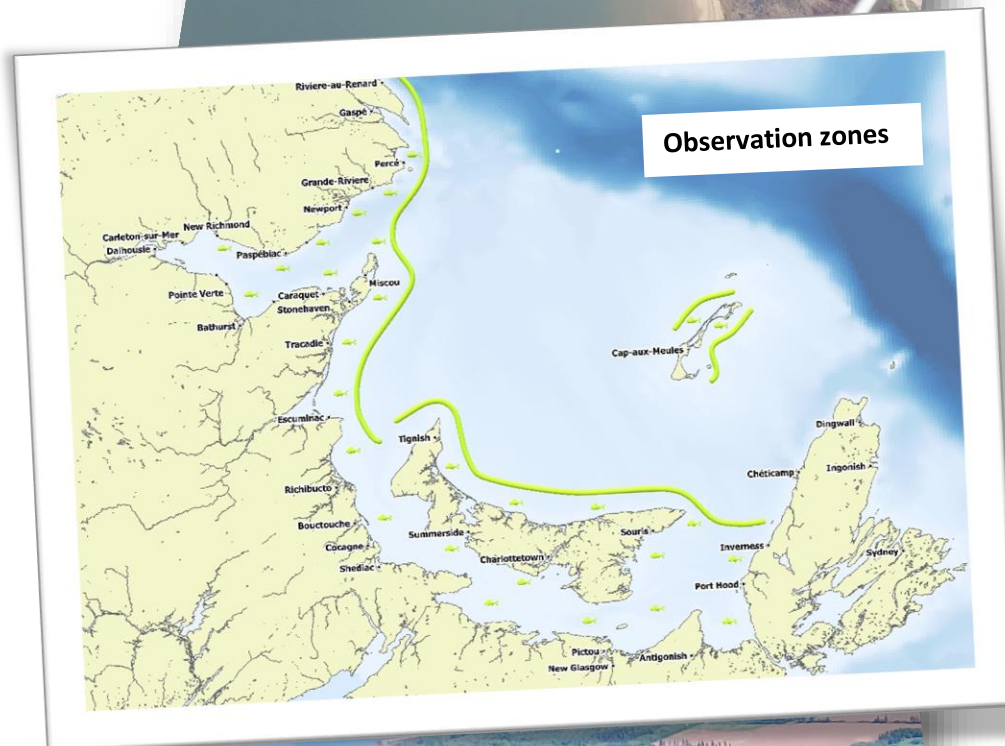 Riviere-au-Renard
Observation zones
Gaspé
Percé
Grande-Riviere
Newport
New Richmond
Carleton-sur-Mer
Dalhousie
Paspébiac
Miscou
Pointe Verte
Caraquet
Stonehaven
Bathurst
Tracadie
Cap-aux-Meules
Escuminac
Tignish
Dingwall
Chéticamp
Ingonish
Richibucto
Bouctouche
Summerside
Souris
Cocagne
Charlottetown
Inverness
Sydney
Shediac
Port Hood
Pictou
Antigonish
New Glasgow